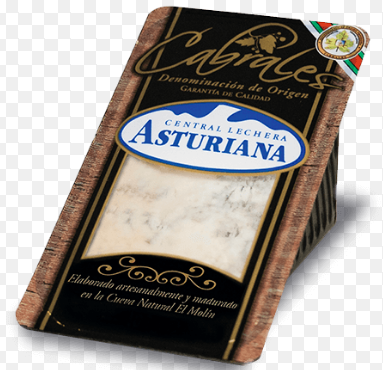 Cabrales
Denominación de Origen
GARANTÍA DE CALIDAD
CENTRAL LECHERA
ASTURIANA
Elaborado artesanalmente y madurado
en la Cueva Natural El Molín